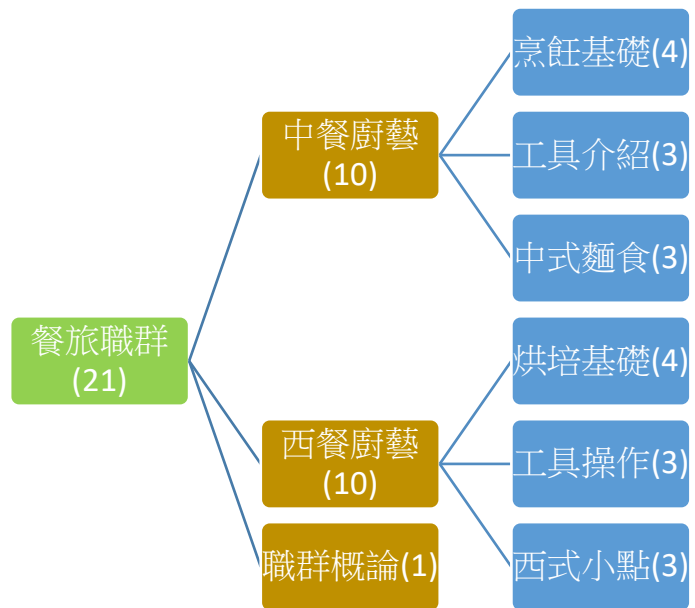 餐旅職群
(21)
中餐廚藝
(10)
烹飪基礎(4)
工具介紹(3)
中式麵食(3)
西餐廚藝
(10)
烘培基礎(4)
工具操作(3)
西式小點(3)
職群概論(1)